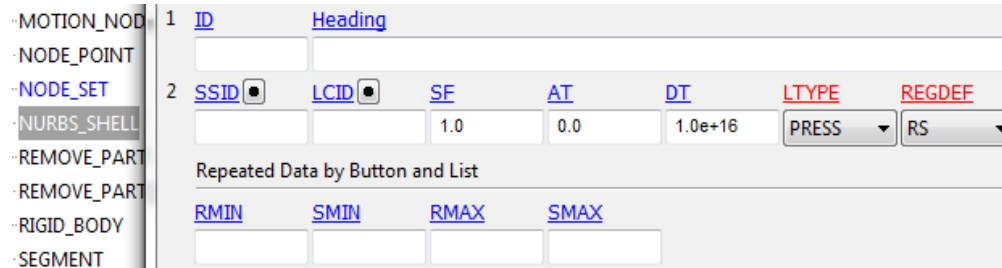 MOTION_NOD
NODE_POINT
NODE_SET
NURBS_SHELL
REMOVE_PART
REMOVE_PART
RIGID_BODY
SEGMENT
1 ID Heading
2 SSID LCID SF AT DT LTYPE REGDEF
1.0 0.0 1.0e+16 PRESS RS
Repeated Data by Button and List
RMIN SMIN RMAX SMAX